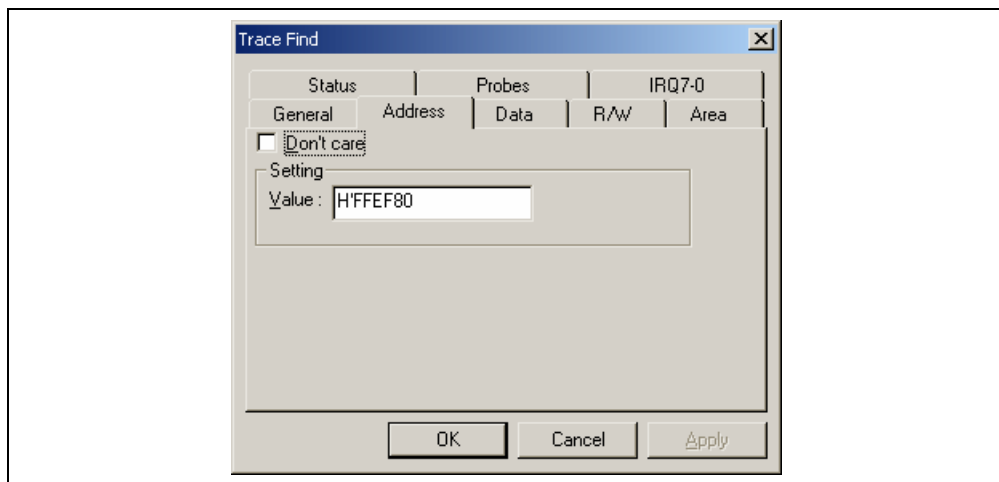 Trace Find
Status Probes IRQ7-0
General Address Data R/W Area
Don't care
Setting
Value : H'FFEF80
OK Cancel Apply